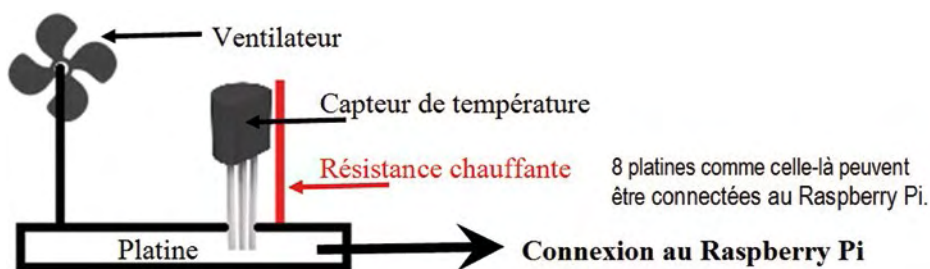 Ventilateur
Capteur de température
Résistance chauffante
8 platines comme celle-là peuvent
être connectées au Raspberry Pi.
Platine
Connexion au Raspberry Pi